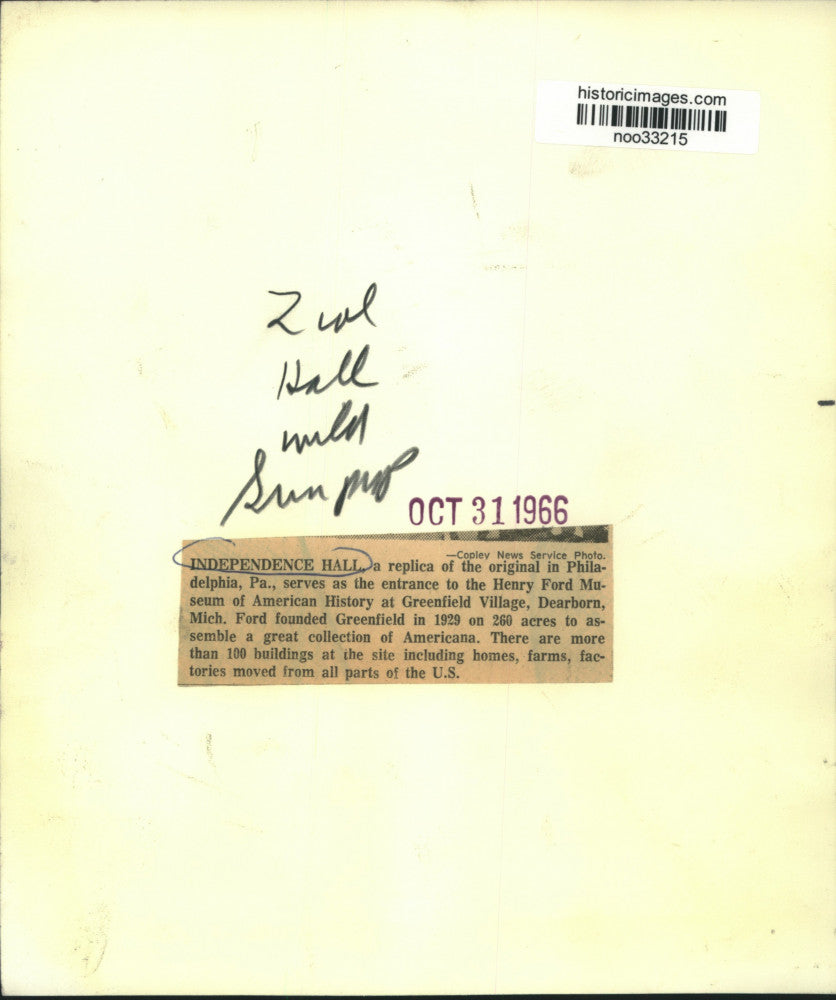 historicimages.com
noo33215
2 col
Hall
Sun
OCT 31 1966
—Copley News Service Photo.
INDEPENDENCE HALL, a replica of the original in Phila-
delphia, Pa., serves as the entrance to the Henry Ford Mu-
seum of American History at Greenfield Village, Dearborn,
Mich. Ford founded Greenfield in 1929 on 260 acres to as-
semble a great collection of Americana. There are more
than 100 buildings at the site including homes, farms, fac-
tories moved from all parts of the U.S.